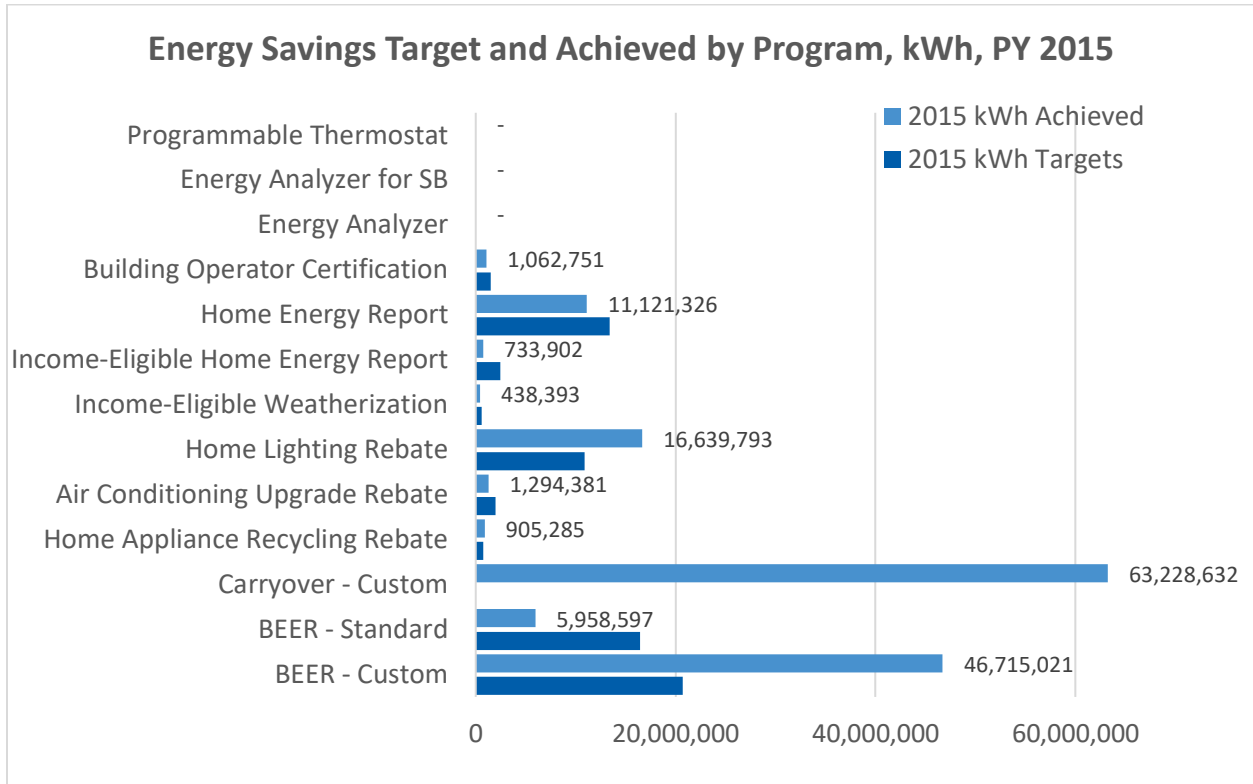 Energy Savings Target and Achieved by Program, kWh, PY 2015
2015 kWh Achieved
2015 kWh Targets
Programmable Thermostat -
Energy Analyzer for SB -
Energy Analyzer -
Building Operator Certification 1,062,751
Home Energy Report 11,121,326
Income-Eligible Home Energy Report 733,902
Income-Eligible Weatherization 438,393
Home Lighting Rebate 16,639,793
Air Conditioning Upgrade Rebate 1,294,381
Home Appliance Recycling Rebate 905,285
Carryover - Custom 63,228,632
BEER - Standard 5,958,597
BEER - Custom 46,715,021
0 20,000,000 40,000,000 60,000,000